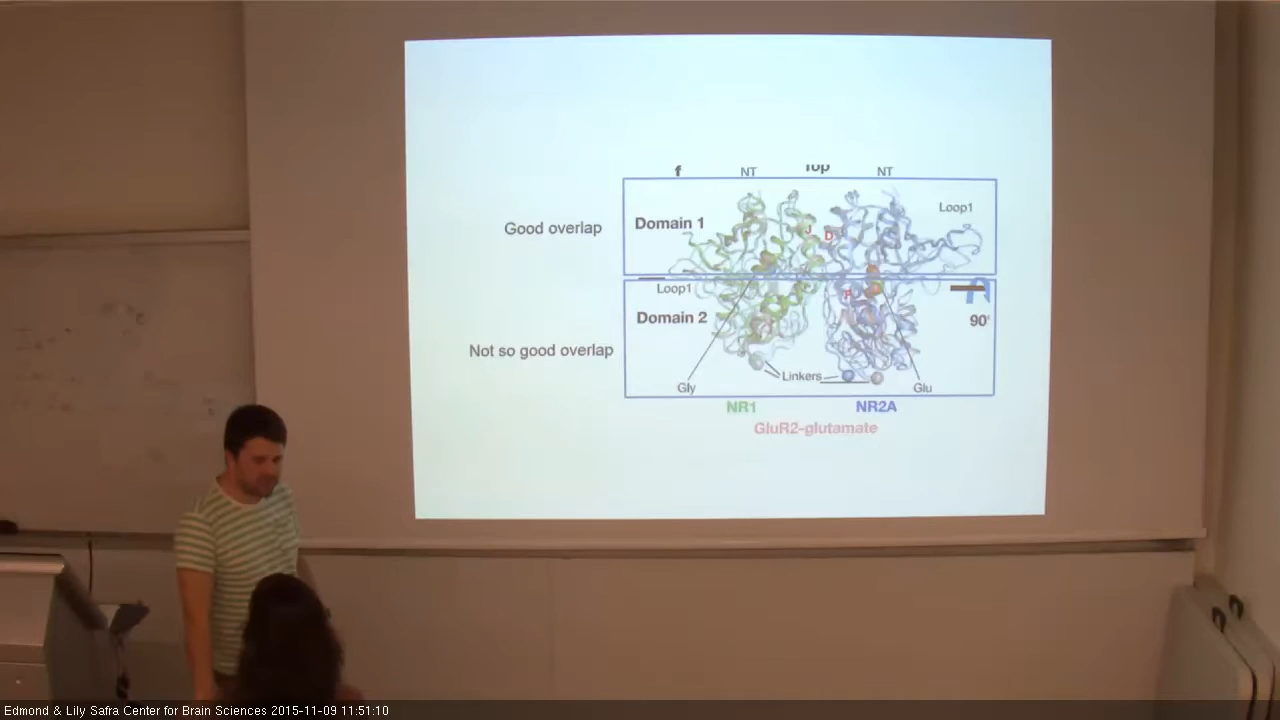 f NT Top NT
Good overlap
Domain 1
Loop1
J
D
Loop1
F
Domain 2
90°
Not so good overlap
Linkers
Gly
Glu
NR1
NR2A
GluR2-glutamate
Edmond & Lily Safra Center for Brain Sciences 2015-11-09 11:51:10